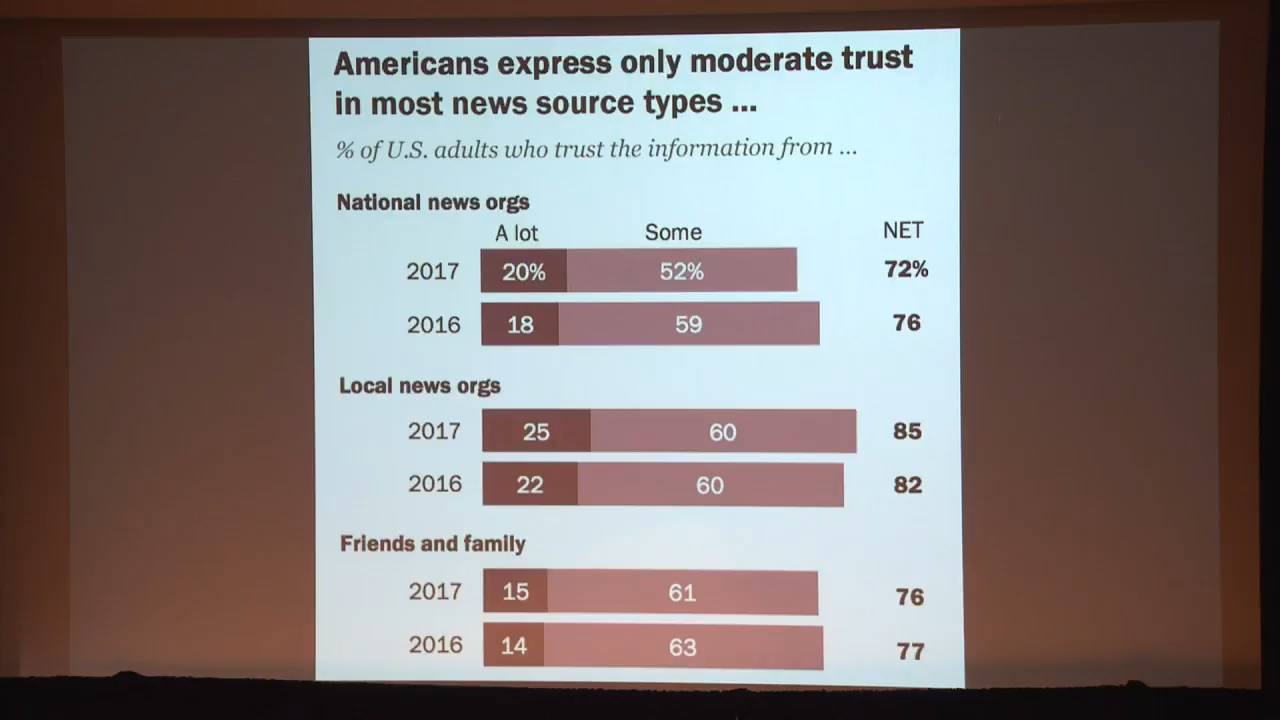 Americans express only moderate trust
in most news source types ...
% of U.S. adults who trust the information from ...
National news orgs
A lot Some NET
2017 20% 52% 72%
2016 18 59 76
Local news orgs
2017 25 60 85
2016 22 60 82
Friends and family
2017 15 61 76
2016 14 63 77